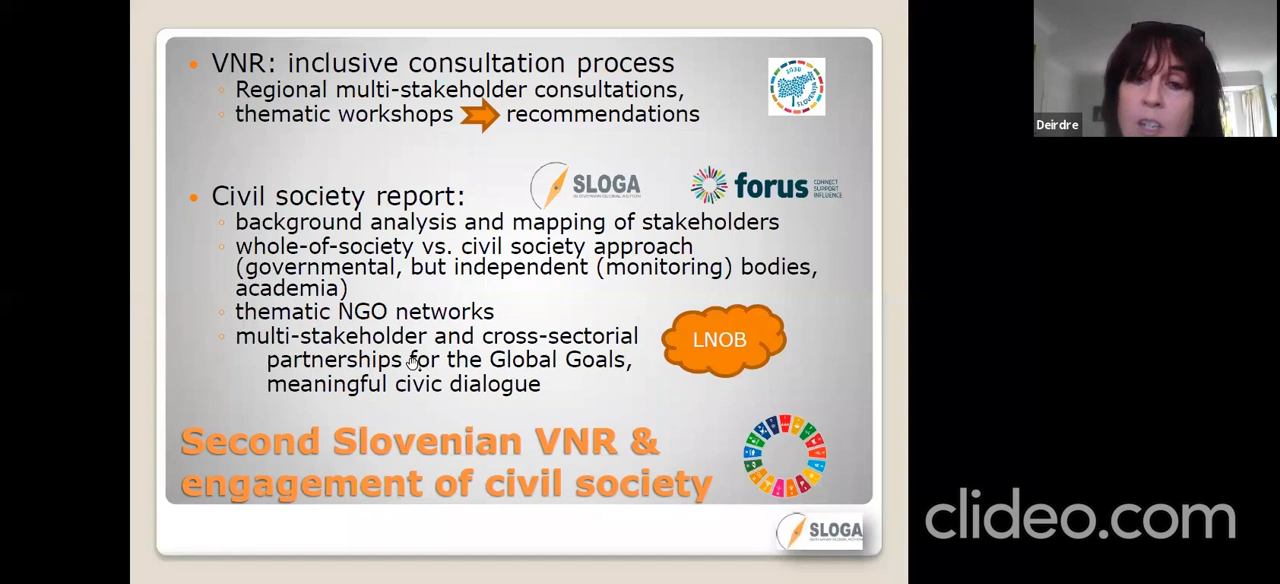 VNR: inclusive consultation process
Regional multi-stakeholder consultations,
thematic workshops recommendations
2030
SLOVENIA
Deirdre
Civil society report:
SLOGA
forus
CONNECT
SUPPORT
INFLUENCE
background analysis and mapping of stakeholders
whole-of-society vs. civil society approach
(governmental, but independent (monitoring) bodies,
academia)
thematic NGO networks
multi-stakeholder and cross-sectorial
partnerships for the Global Goals,
meaningful civic dialogue
LNOB
Second Slovenian VNR &
engagement of civil society
SLOGA
clideo.com